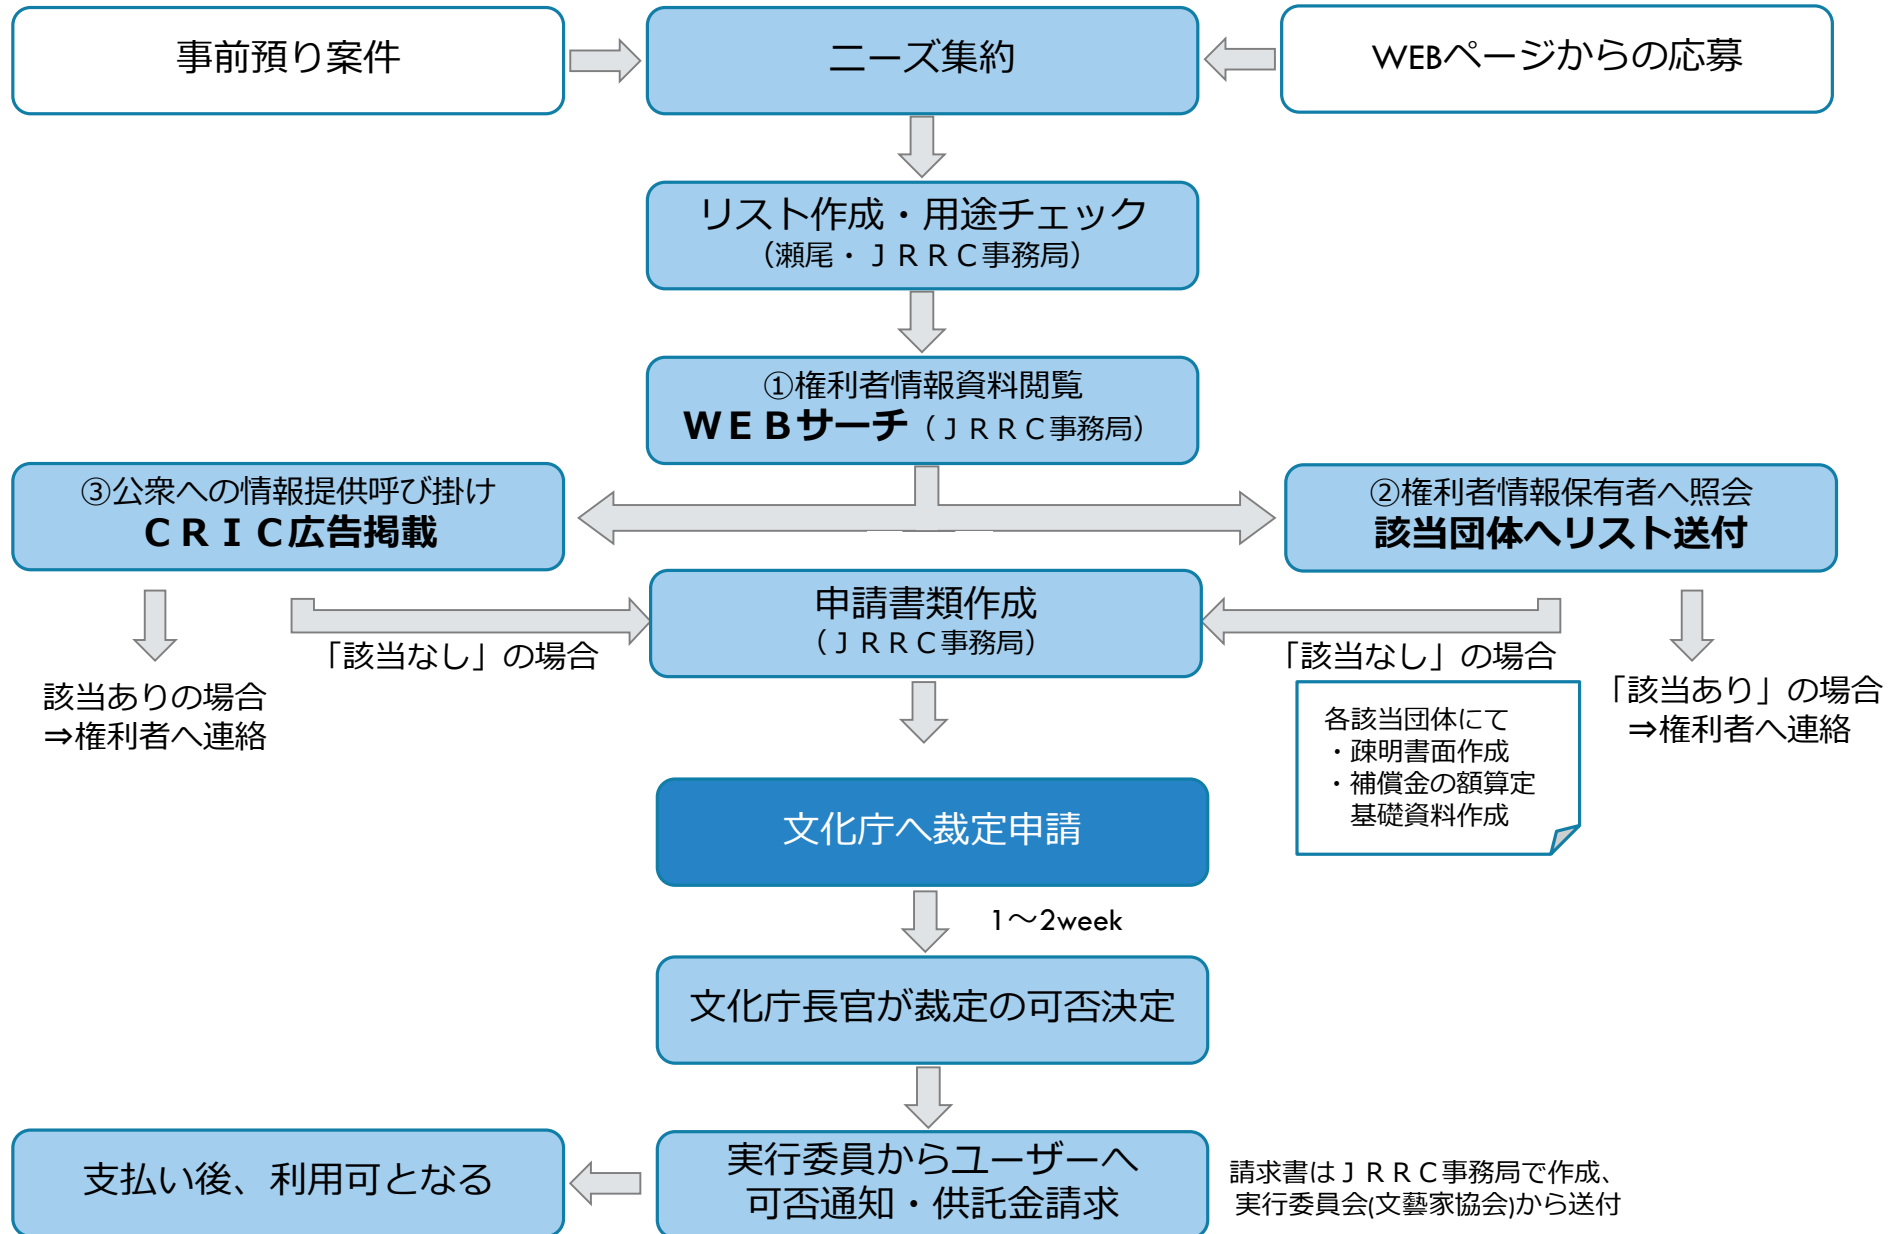 事前預り案件
ニーズ集約
WEBページからの応募
リスト作成・用途チェック
（瀬尾・ＪＲＲＣ事務局）
①権利者情報資料閲覧
ＷＥＢサーチ（ＪＲＲＣ事務局）
③公衆への情報提供呼び掛け
ＣＲＩＣ広告掲載
②権利者情報保有者へ照会
該当団体へリスト送付
申請書類作成
（ＪＲＲＣ事務局）
「該当なし」の場合
「該当なし」の場合
該当ありの場合
⇒権利者へ連絡
「該当あり」の場合
⇒権利者へ連絡
各該当団体にて
・疎明書面作成
・補償金の額算定
基礎資料作成
文化庁へ裁定申請
1～2week
文化庁長官が裁定の可否決定
実行委員からユーザーへ
可否通知・供託金請求
支払い後、利用可となる
請求書はＪＲＲＣ事務局で作成、
実行委員会(文藝家協会)から送付